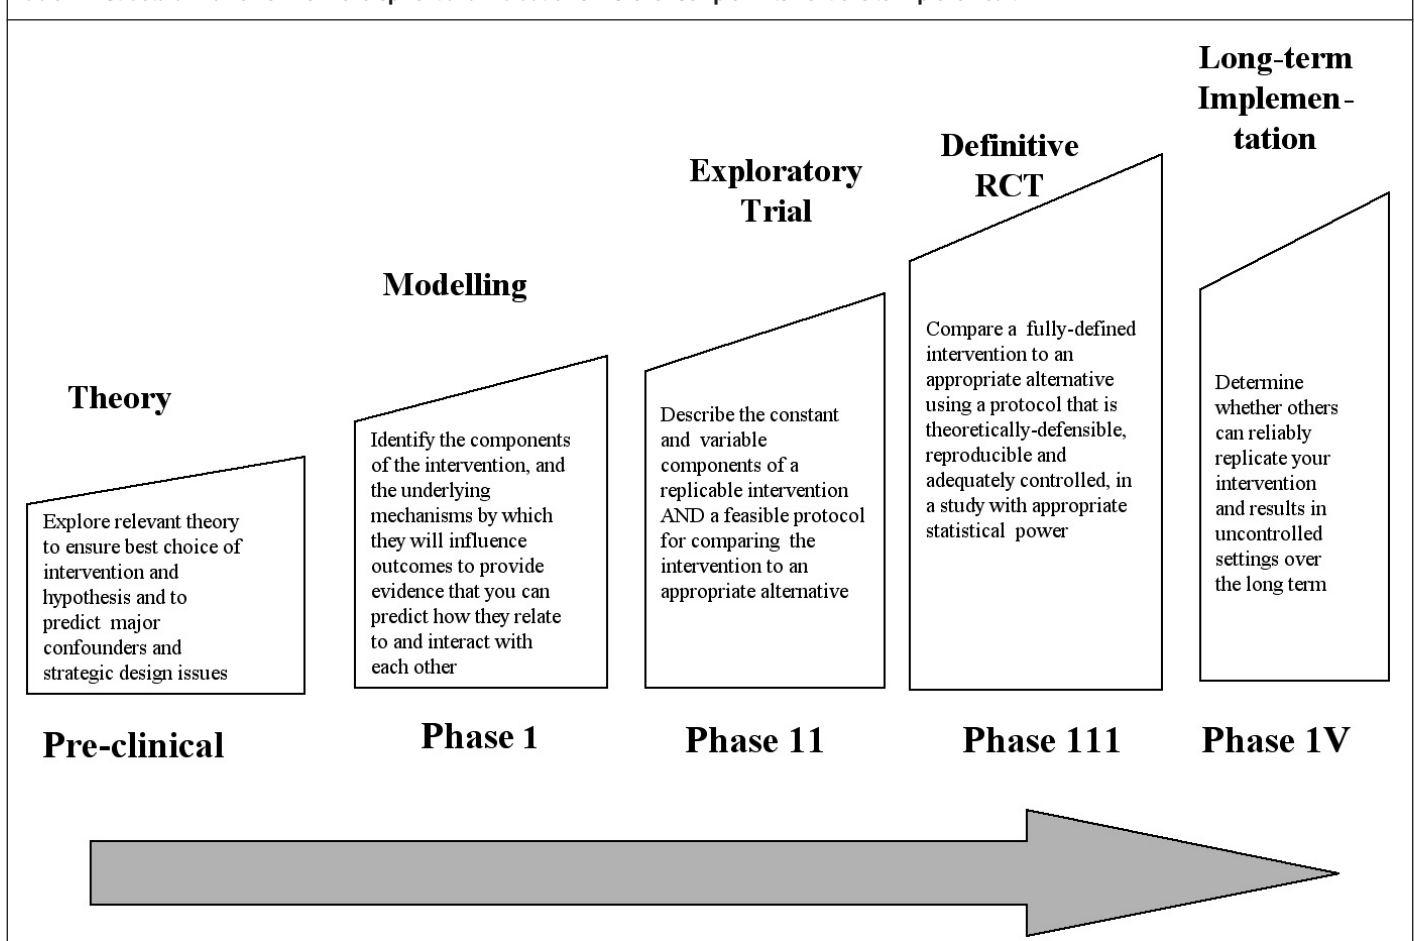 Long-term
Implemen-
tation
Definitive
RCT
Exploratory
Trial
Modelling
Theory
Explore relevant theory
to ensure best choice of
intervention and
hypothesis and to
predict major
confounders and
strategic design issues
Identify the components
of the intervention, and
the underlying
mechanisms by which
they will influence
outcomes to provide
evidence that you can
predict how they relate
to and interact with
each other
Describe the constant
and variable
components of a
replicable intervention
AND a feasible protocol
for comparing the
intervention to an
appropriate alternative
Compare a fully-defined
intervention to an
appropriate alternative
using a protocol that is
theoretically-defensible,
reproducible and
adequately controlled, in
a study with appropriate
statistical power
Determine
whether others
can reliably
replicate your
intervention
and results in
uncontrolled
settings over
the long term
Pre-clinical
Phase 1
Phase 11
Phase 111
Phase 1V